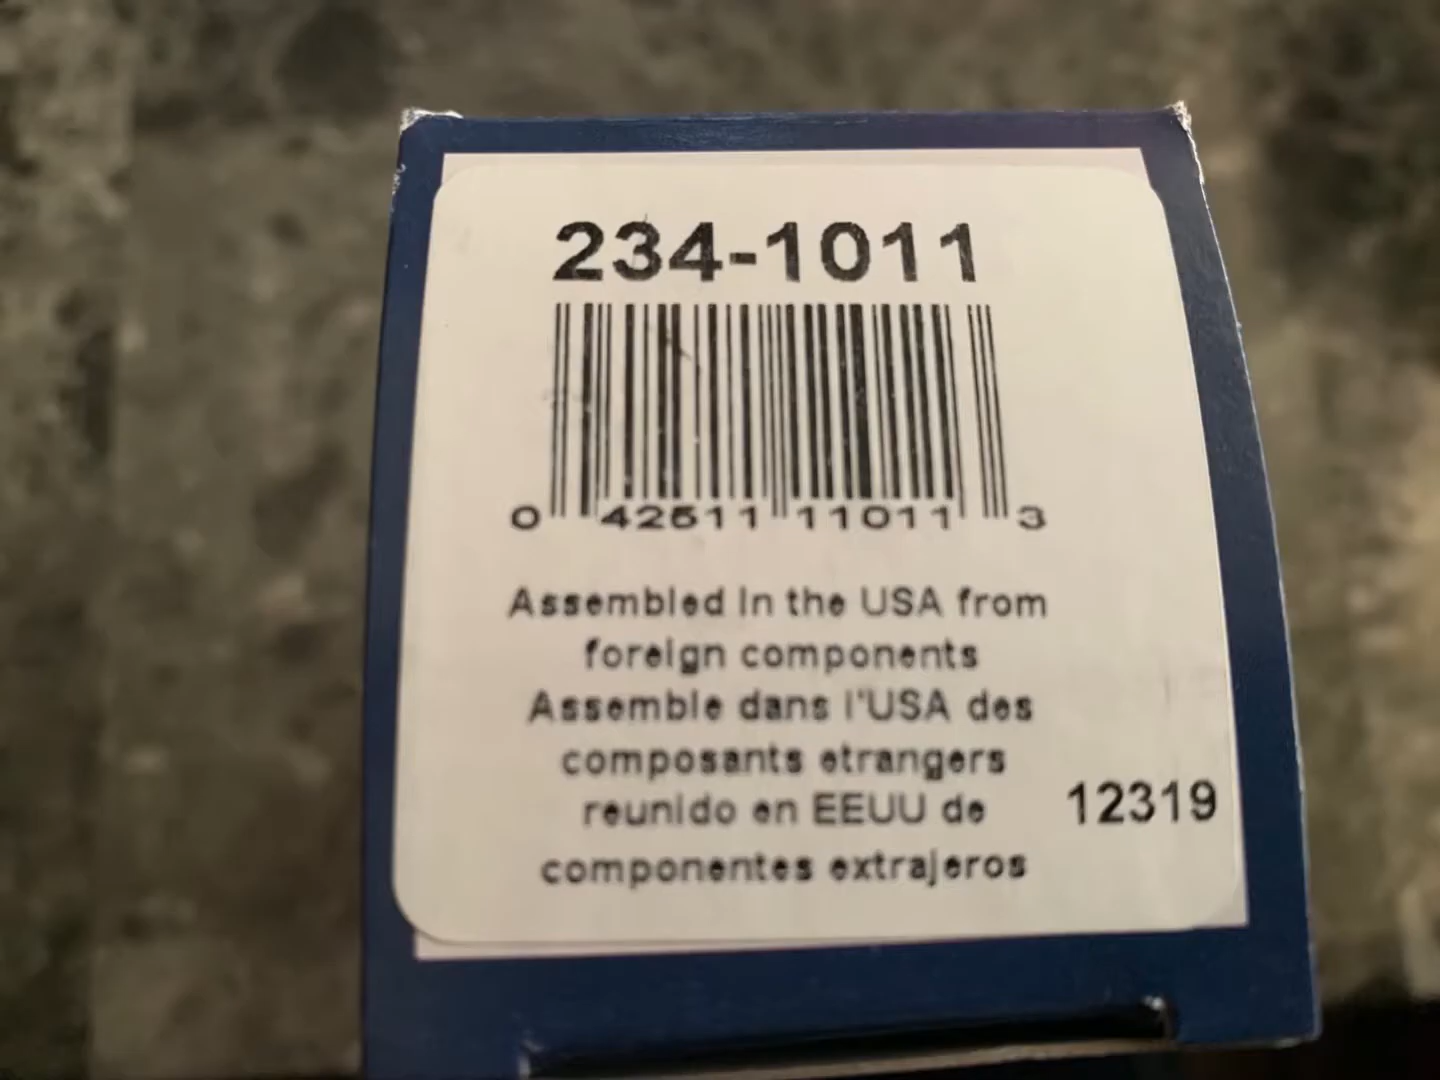 234-1011
0 42511 11011 3
Assembled In the USA from
foreign components
Assemble dans l'USA des
composants etrangers
reunido en EEUU de
componentes extrajeros
12319